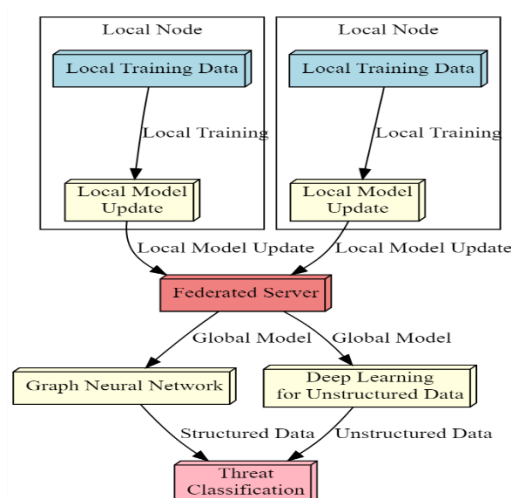 Local Node
Local Node
Local Training Data
Local Training Data
Local Training
Local Training
Local Model
Update
Local Model
Update
Local Model Update
Local Model Update
Federated Server
Global Model
Global Model
Graph Neural Network
Deep Learning
for Unstructured Data
Structured Data
Unstructured Data
Threat
Classification